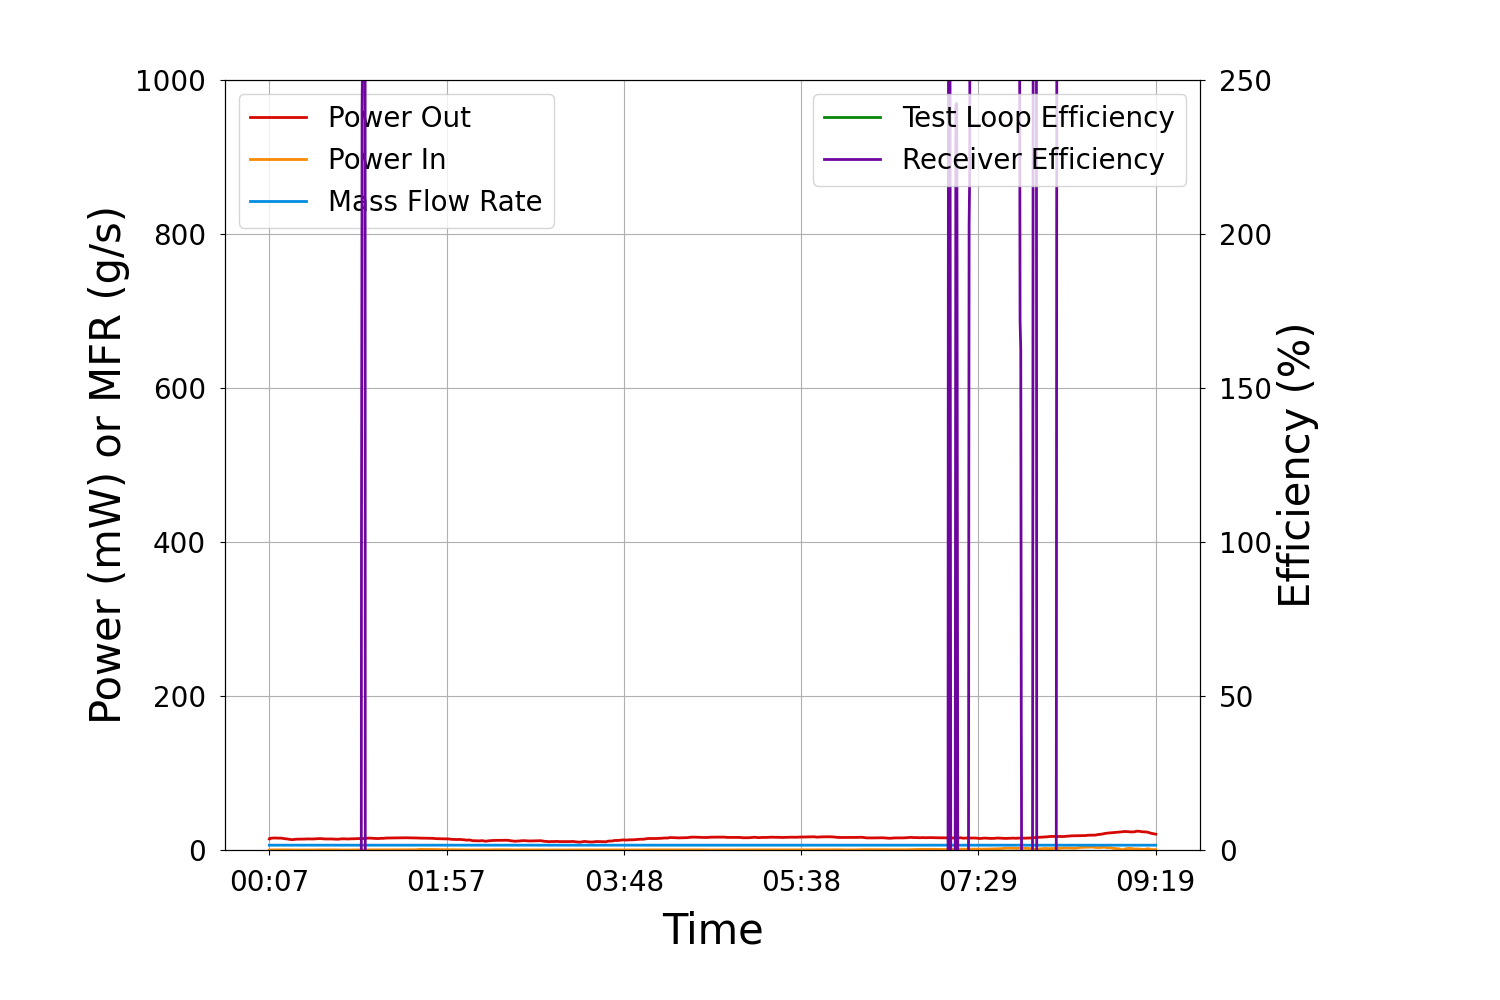 1000
800
600
400
200
0
Power (mW) or MFR (g/s)
Power Out
Power In
Mass Flow Rate
Test Loop Efficiency
Receiver Efficiency
250
200
150
100
50
0
Efficiency (%)
00:07 01:57 03:48 05:38 07:29 09:19
Time